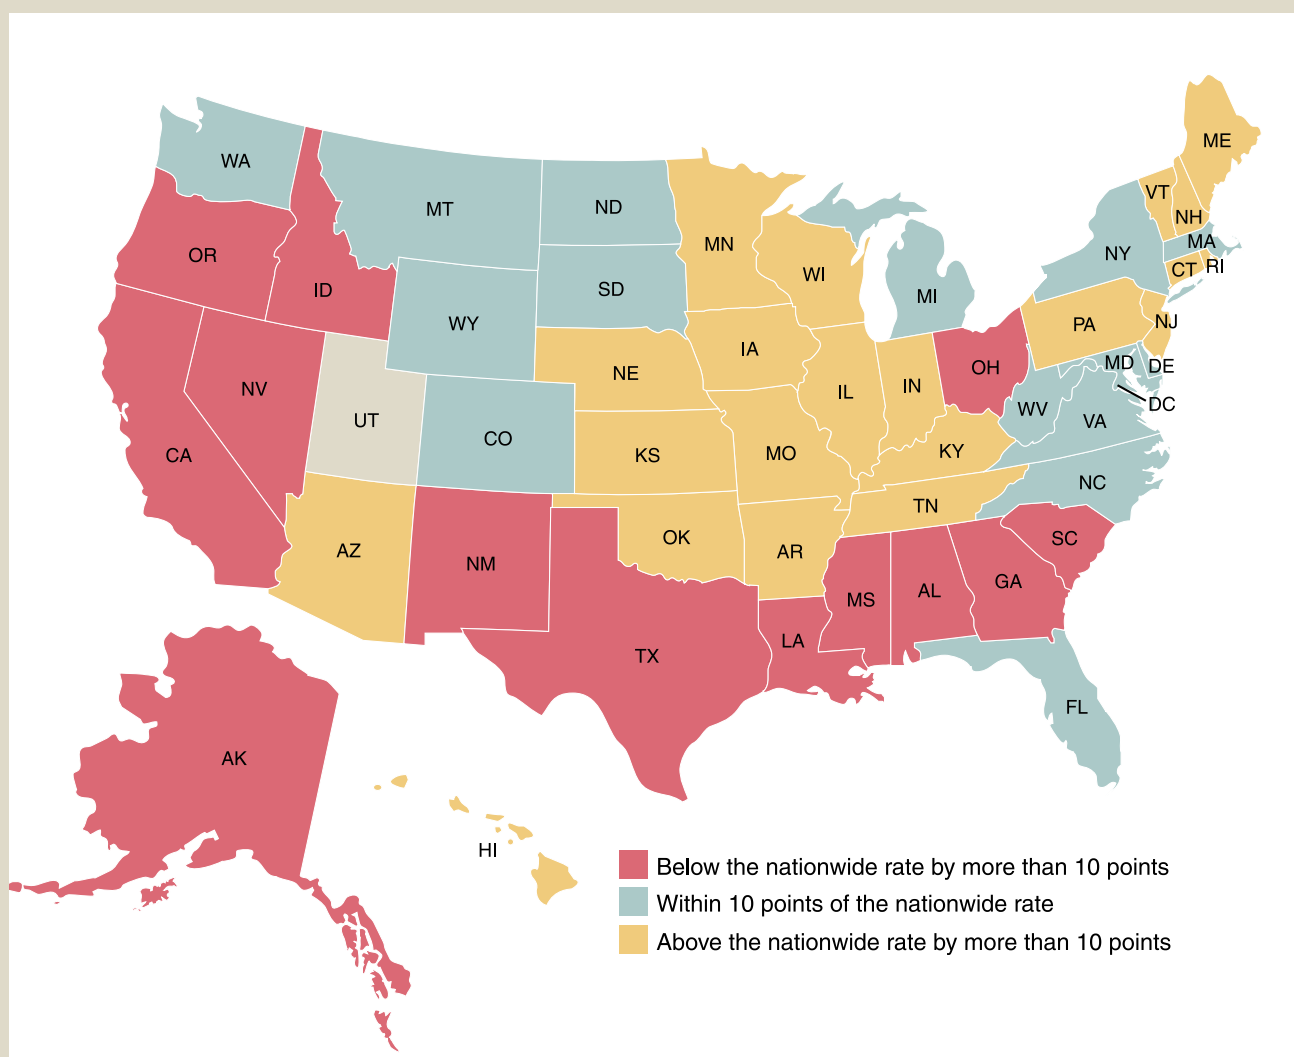 ME
WA
VT
MT
ND
NH
MN
MA
OR
NY
WI
CT
RI
ID
SD
MI
WY
PA
NJ
IA
MD
DE
OH
NE
IN
NV
IL
DC
WV
UT
VA
CO
KY
CA
KS
MO
NC
TN
OK
SC
AZ
AR
NM
GA
AL
MS
LA
TX
FL
AK
HI
Below the nationwide rate by more than 10 points
Within 10 points of the nationwide rate
Above the nationwide rate by more than 10 points